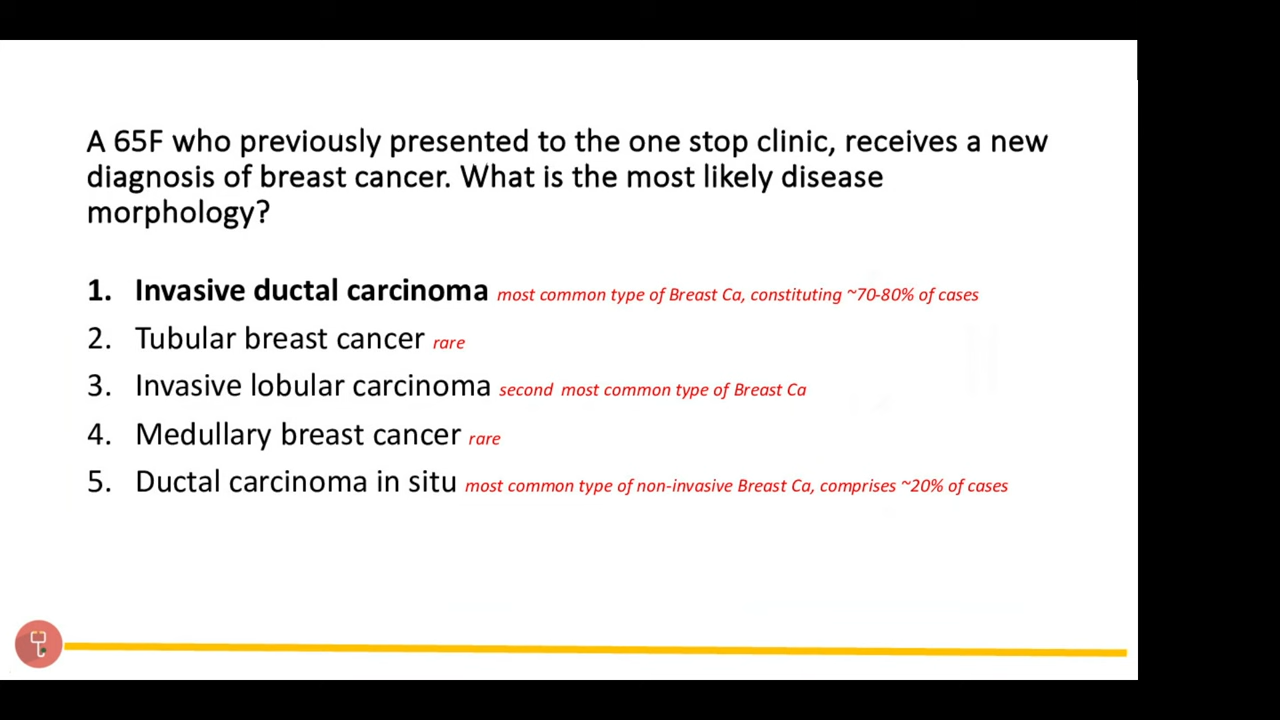 A 65F who previously presented to the one stop clinic, receives a new
diagnosis of breast cancer. What is the most likely disease
morphology?
1. Invasive ductal carcinoma most common type of Breast Ca, constituting ~70-80% of cases
2. Tubular breast cancer rare
3. Invasive lobular carcinoma second most common type of Breast Ca
4. Medullary breast cancer rare
5. Ductal carcinoma in situ most common type of non-invasive Breast Ca, comprises ~20% of cases